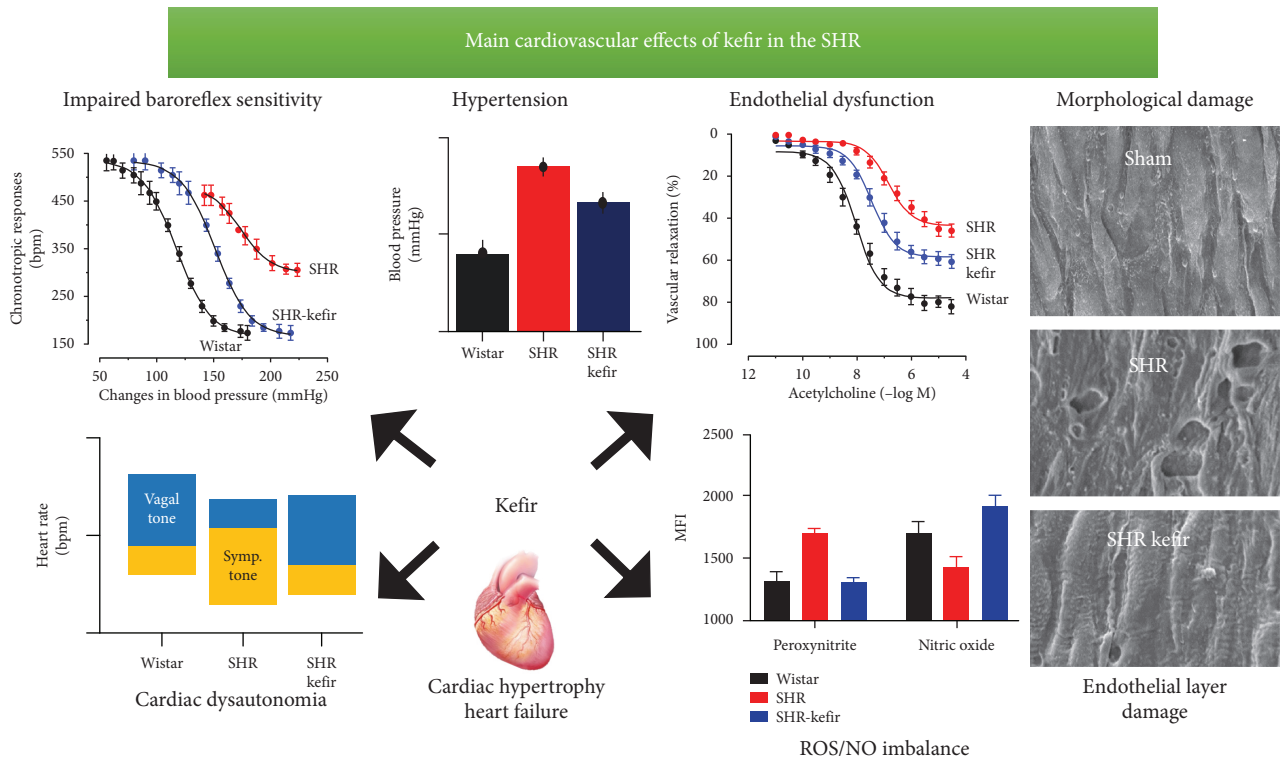 Main cardiovascular effects of kefir in the SHR
Impaired baroreflex sensitivity
Chronotropic responses
(bpm)
550
450
350
250
150
SHR
SHR-kefir
Wistar
50
100
150
200
250
Changes in blood pressure (mmHg)
Hypertension
Blood pressure
(mmHg)
Wistar
SHR
SHR
kefir
Endothelial dysfunction
Vascular relaxation (%)
0
20
40
60
80
100
SHR
SHR
kefir
Wistar
12
10
8
6
4
Acetylcholine (–log M)
Morphological damage
Sham
SHR
SHR kefir
Endothelial layer
damage
Heart rate
(bpm)
Vagal
tone
Symp.
tone
Wistar
SHR
SHR
kefir
Cardiac dysautonomia
Kefir
Cardiac hypertrophy
heart failure
MFI
2500
2000
1500
1000
Peroxynitrite
Nitric oxide
Wistar
SHR
SHR-kefir
ROS/NO imbalance